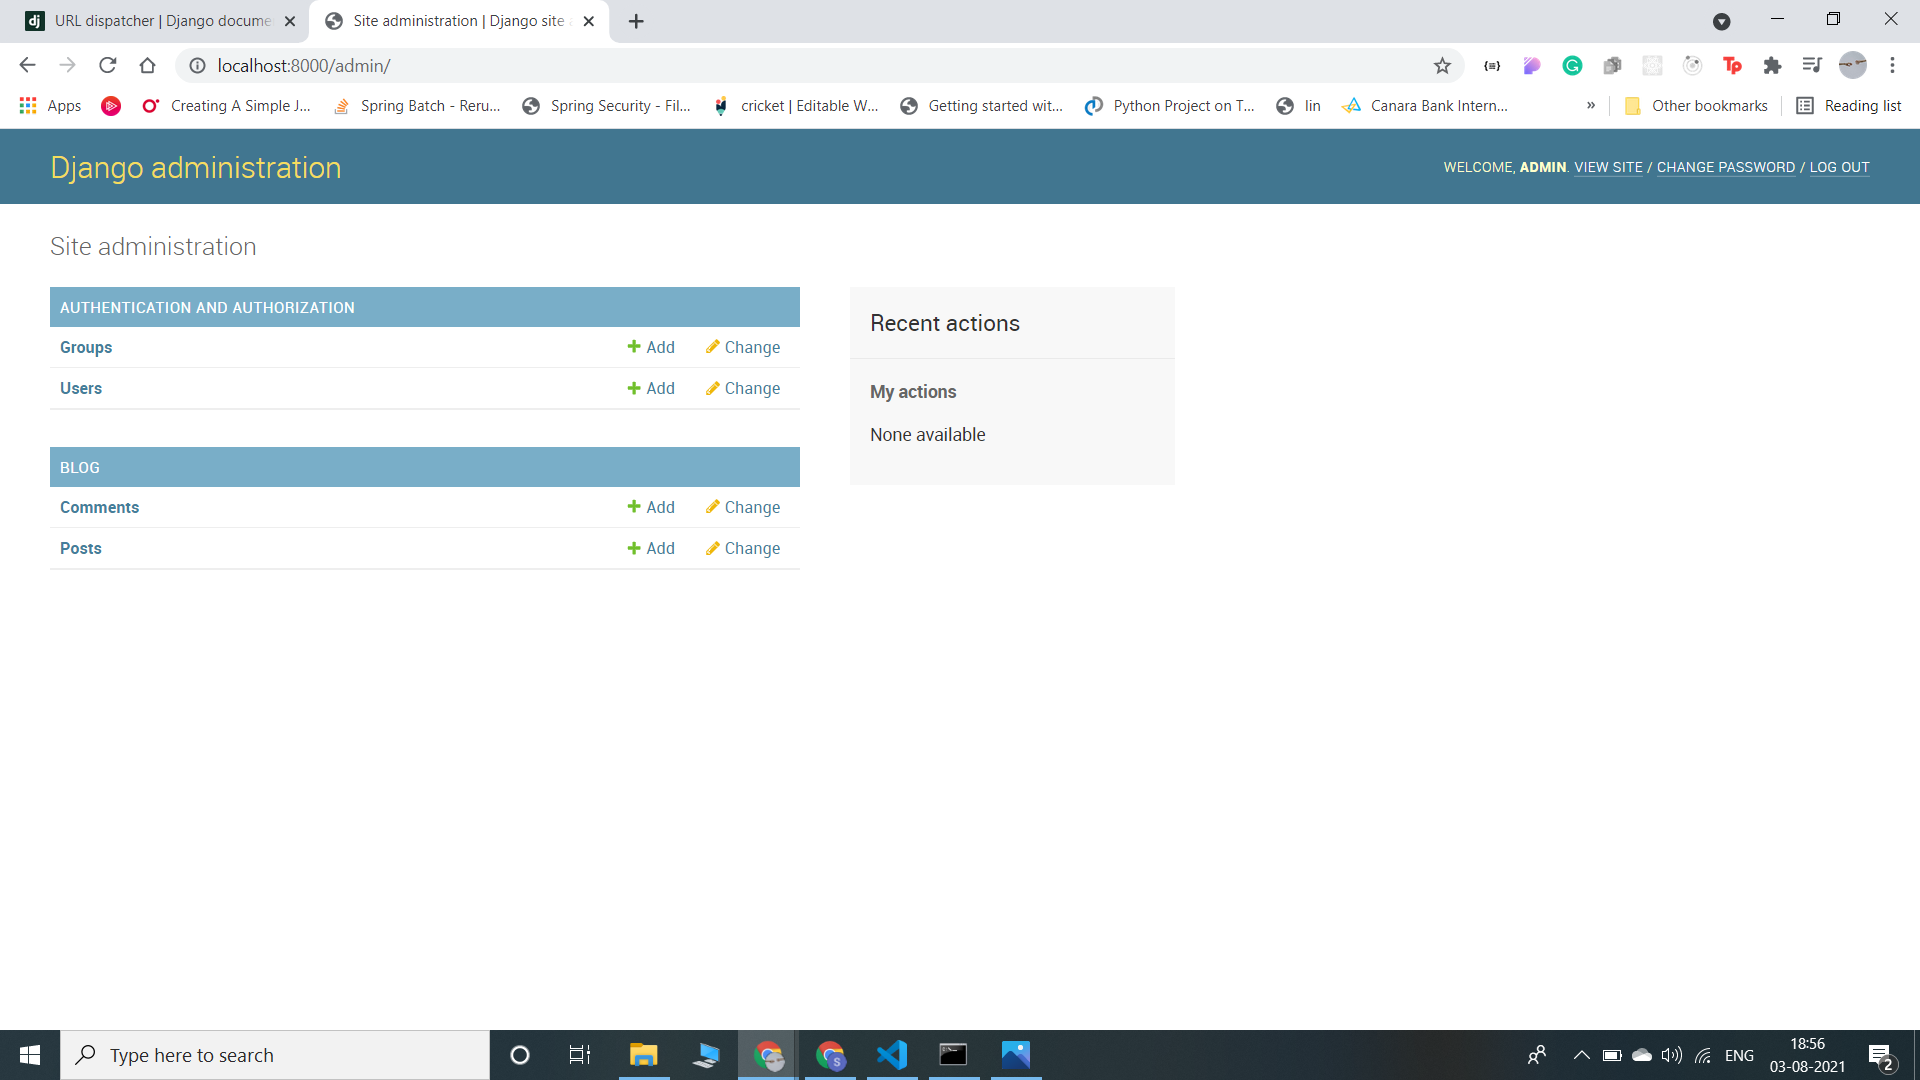 dj URL dispatcher | Django docume
Site administration | Django site a
localhost:8000/admin/
Apps
Creating A Simple J...
Spring Batch - Reru...
Spring Security - Fil...
cricket | Editable W...
Getting started wit...
Python Project on T...
lin
Canara Bank Intern...
»
Other bookmarks
Reading list
Django administration
WELCOME, ADMIN. VIEW SITE / CHANGE PASSWORD / LOG OUT
Site administration
AUTHENTICATION AND AUTHORIZATION
Groups Add Change
Users Add Change
BLOG
Comments Add Change
Posts Add Change
Recent actions
My actions
None available
Type here to search
S
ENG
18:56
03-08-2021
2